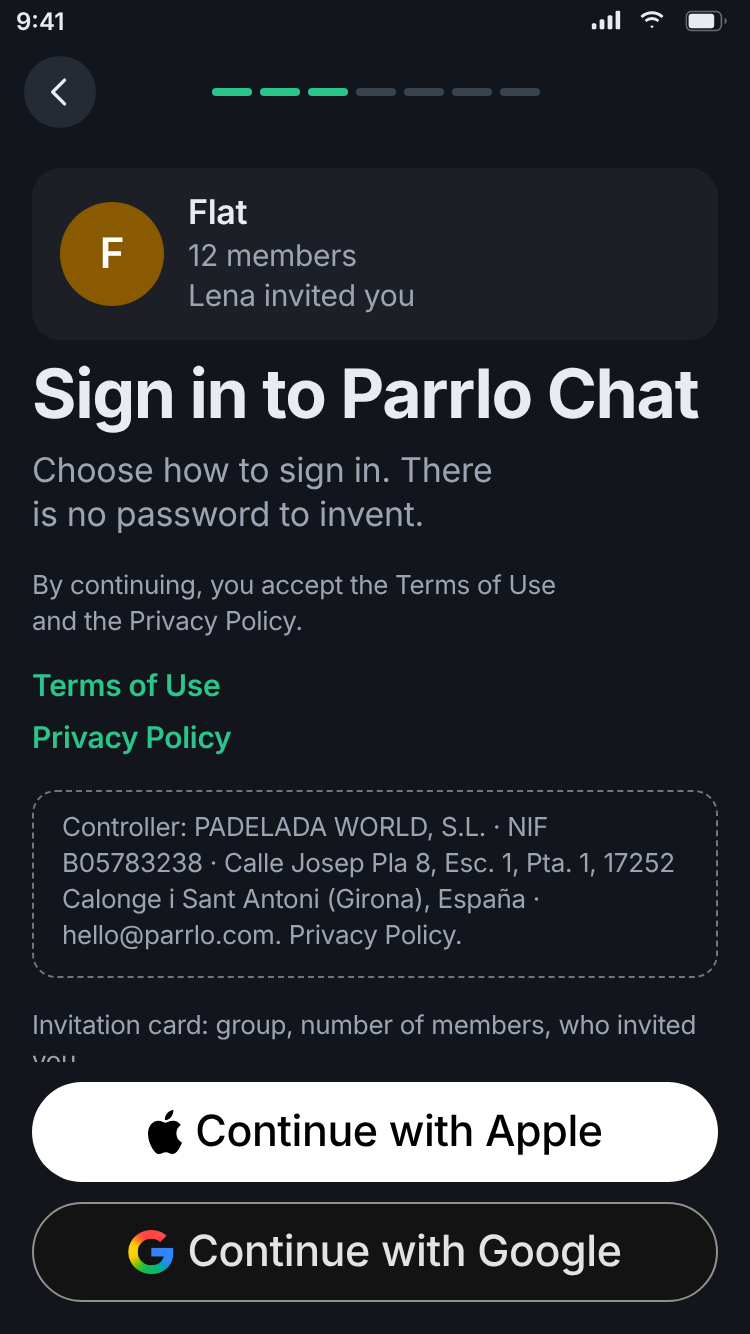 9:41
F
Flat
12 members
Lena invited you
Sign in to Parrlo Chat
Choose how to sign in. There
is no password to invent.
By continuing, you accept the Terms of Use
and the Privacy Policy.
Terms of Use
Privacy Policy
Controller: PADELADA WORLD, S.L. · NIF
B05783238 · Calle Josep Pla 8, Esc. 1, Pta. 1, 17252
Calonge i Sant Antoni (Girona), España ·
hello@parrlo.com. Privacy Policy.
Invitation card: group, number of members, who invited
you
Continue with Apple
Continue with Google